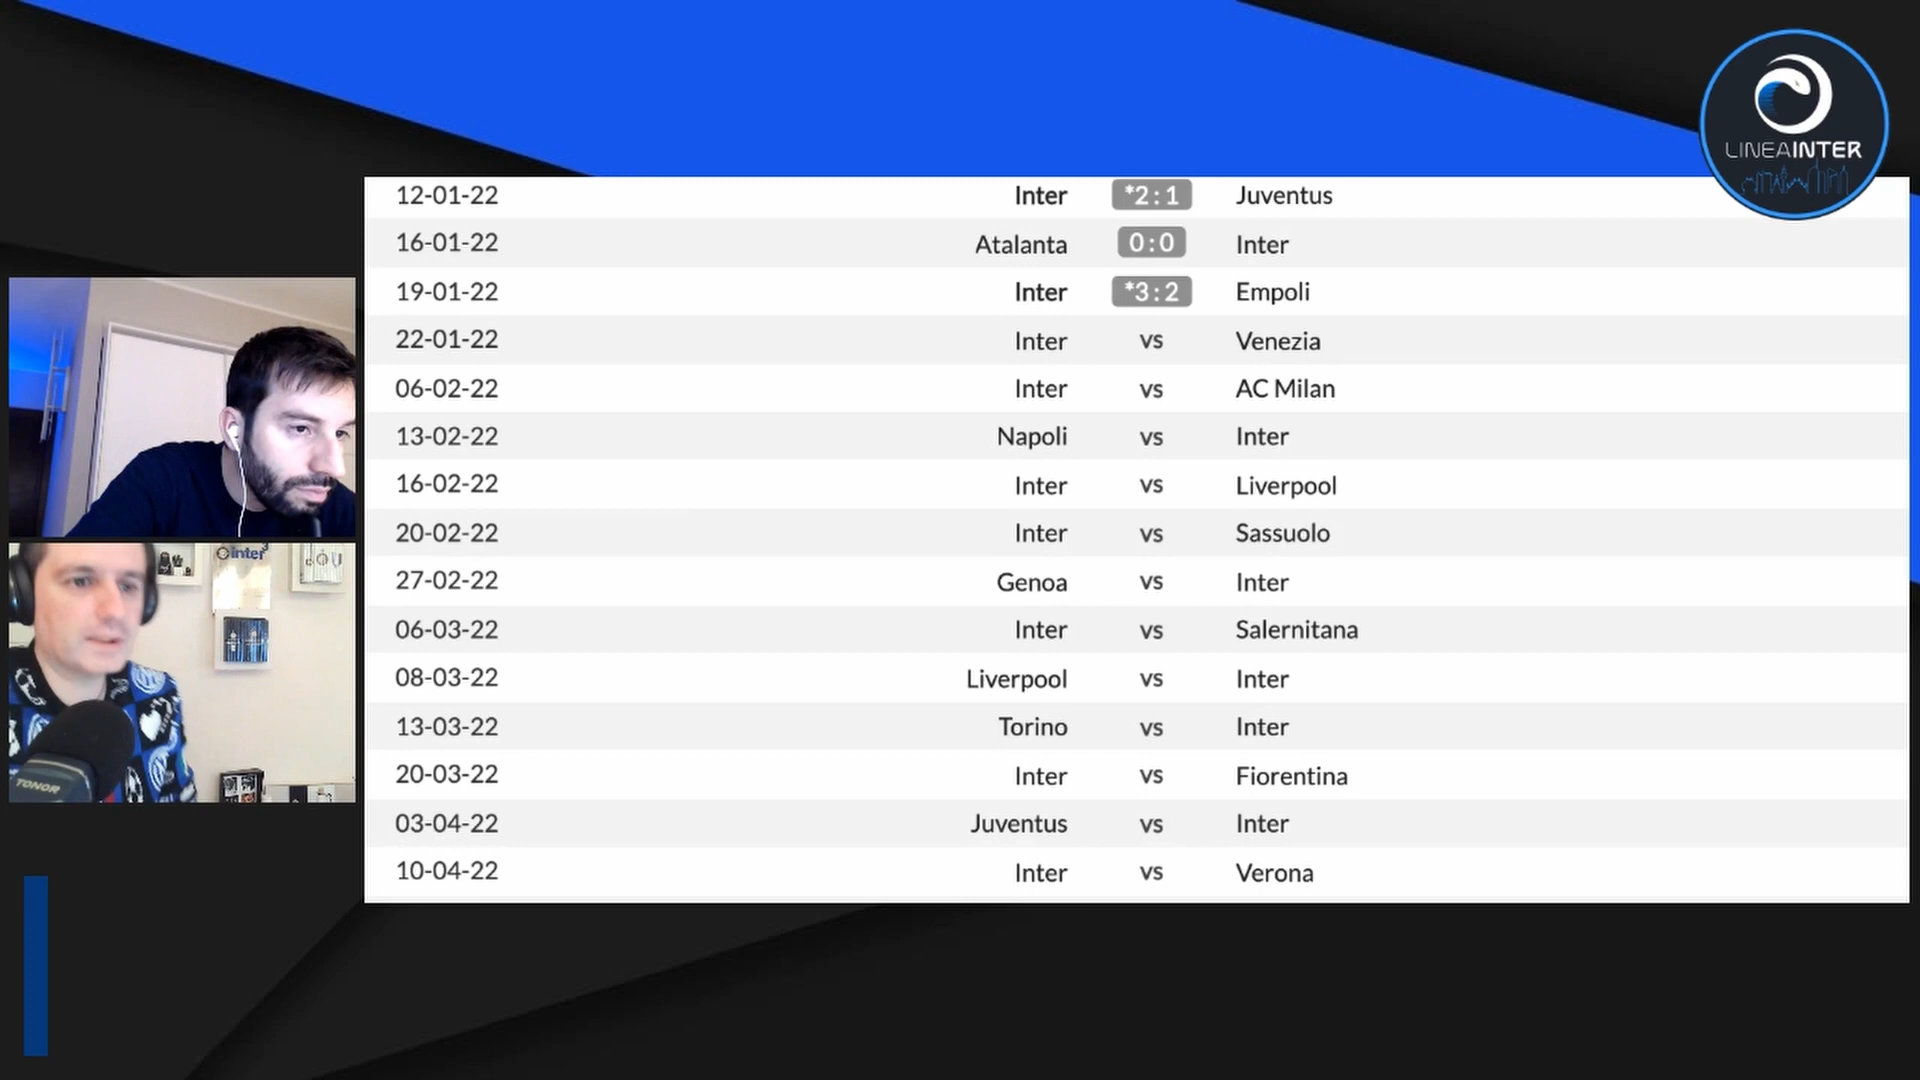 LINEAINTER
12-01-22 Inter *2:1 Juventus
16-01-22 Atalanta 0:0 Inter
19-01-22 Inter *3:2 Empoli
22-01-22 Inter vs Venezia
06-02-22 Inter vs AC Milan
13-02-22 Napoli vs Inter
16-02-22 Inter vs Liverpool
20-02-22 Inter vs Sassuolo
27-02-22 Genoa vs Inter
06-03-22 Inter vs Salernitana
08-03-22 Liverpool vs Inter
13-03-22 Torino vs Inter
20-03-22 Inter vs Fiorentina
03-04-22 Juventus vs Inter
10-04-22 Inter vs Verona
inter
TONOR